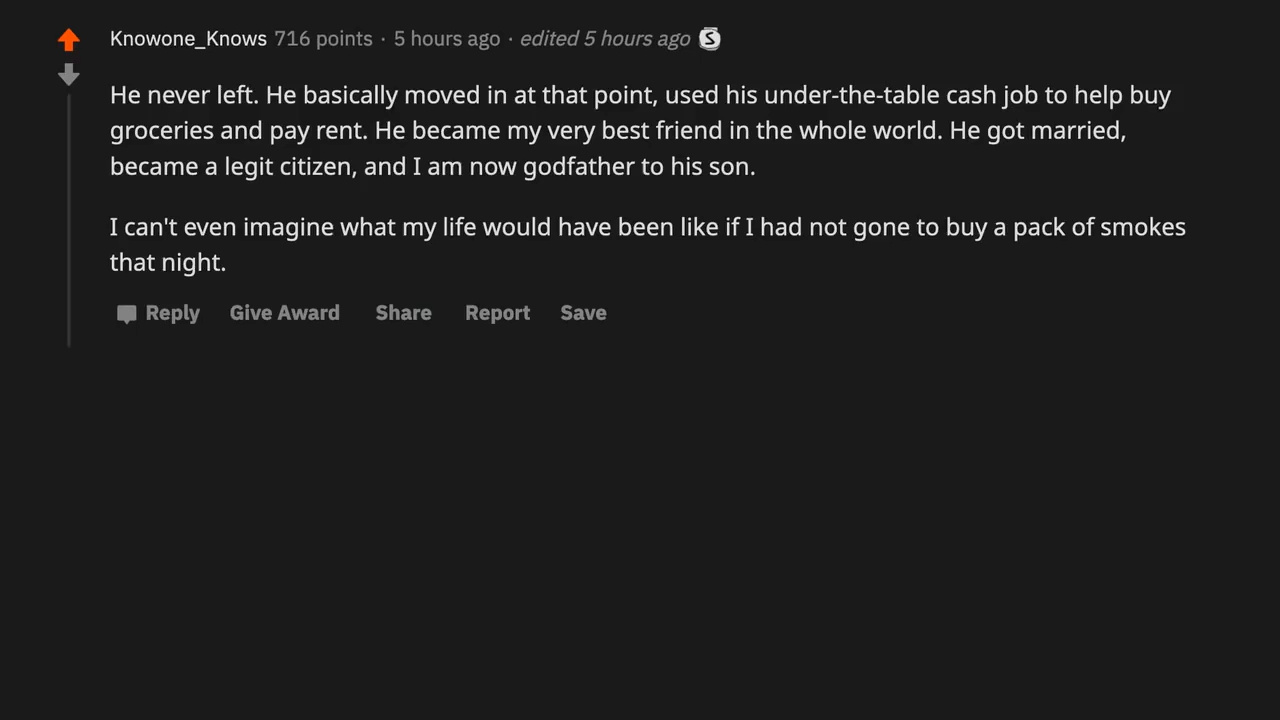 Knowone_Knows 716 points · 5 hours ago · edited 5 hours ago S
He never left. He basically moved in at that point, used his under-the-table cash job to help buy
groceries and pay rent. He became my very best friend in the whole world. He got married,
became a legit citizen, and I am now godfather to his son.
I can't even imagine what my life would have been like if I had not gone to buy a pack of smokes
that night.
Reply Give Award Share Report Save